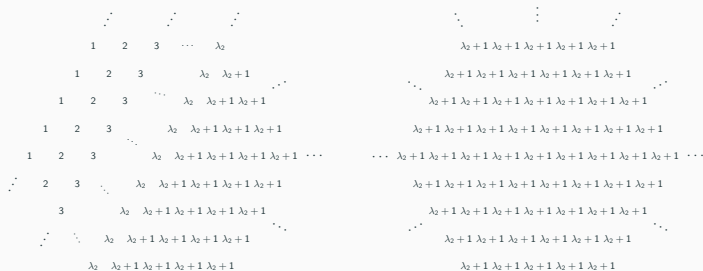 1 2 3 ⋯ λ₂ λ₂+1 λ₂+1 λ₂+1 λ₂+1 λ₂+1
1 2 3 λ₂ λ₂+1 λ₂+1 λ₂+1 λ₂+1 λ₂+1 λ₂+1 λ₂+1
1 2 3 ⋱ λ₂ λ₂+1 λ₂+1 λ₂+1 λ₂+1 λ₂+1 λ₂+1 λ₂+1 λ₂+1 λ₂+1
1 2 3 λ₂ λ₂+1 λ₂+1 λ₂+1 λ₂+1 λ₂+1 λ₂+1 λ₂+1 λ₂+1 λ₂+1 λ₂+1 λ₂+1
1 2 3 ⋱ λ₂ λ₂+1 λ₂+1 λ₂+1 λ₂+1 ⋯ ⋯ λ₂+1 λ₂+1 λ₂+1 λ₂+1 λ₂+1 λ₂+1 λ₂+1 λ₂+1 λ₂+1 ⋯
2 3 ⋱ λ₂ λ₂+1 λ₂+1 λ₂+1 λ₂+1 λ₂+1 λ₂+1 λ₂+1 λ₂+1 λ₂+1 λ₂+1 λ₂+1 λ₂+1
3 λ₂ λ₂+1 λ₂+1 λ₂+1 λ₂+1 λ₂+1 λ₂+1 λ₂+1 λ₂+1 λ₂+1 λ₂+1 λ₂+1
⋱ λ₂ λ₂+1 λ₂+1 λ₂+1 λ₂+1 λ₂+1 λ₂+1 λ₂+1 λ₂+1 λ₂+1 λ₂+1
λ₂ λ₂+1 λ₂+1 λ₂+1 λ₂+1 λ₂+1 λ₂+1 λ₂+1 λ₂+1 λ₂+1